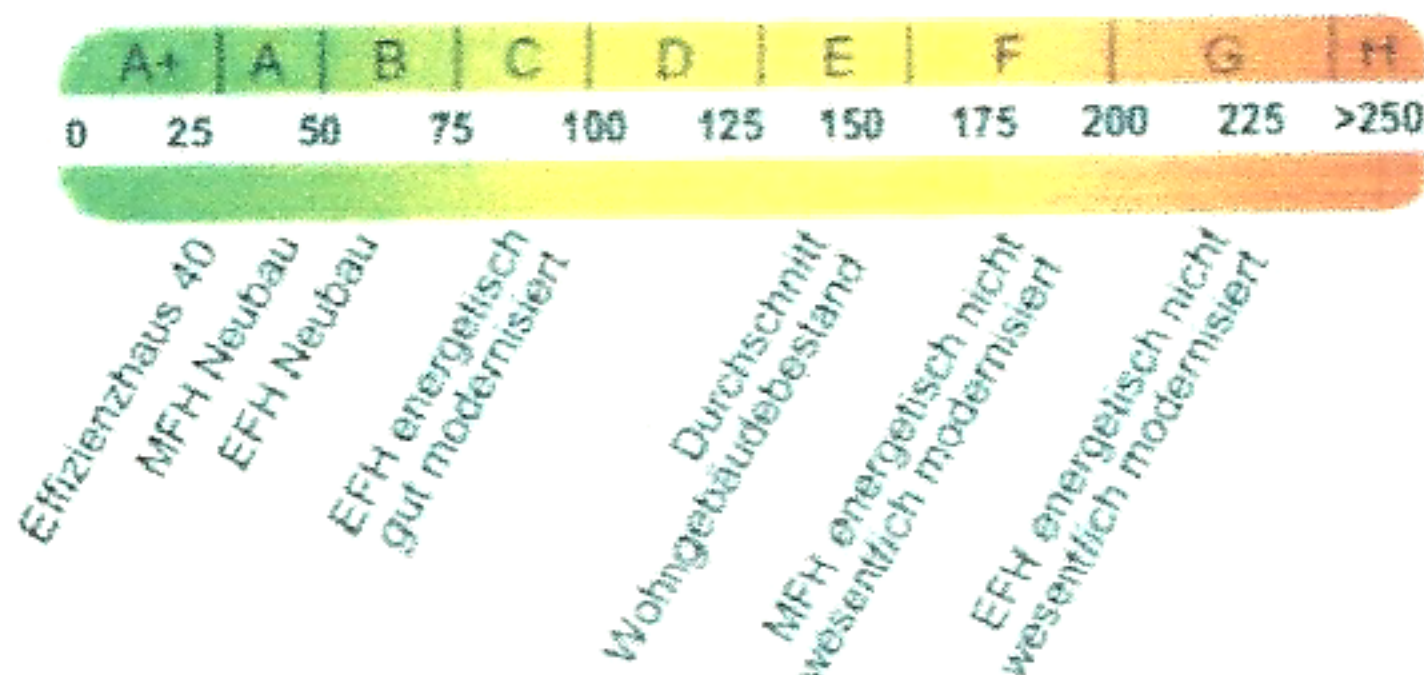 A+ A B C D E F G H
0 25 50 75 100 125 150 175 200 225 >250
Effizienzhaus 40
MFH Neubau
EFH Neubau
EFH energetisch
gut modernisiert
Durchschnitt
Wohngebäudebestand
MFH energetisch nicht
wesentlich modernisiert
EFH energetisch nicht
wesentlich modernisiert